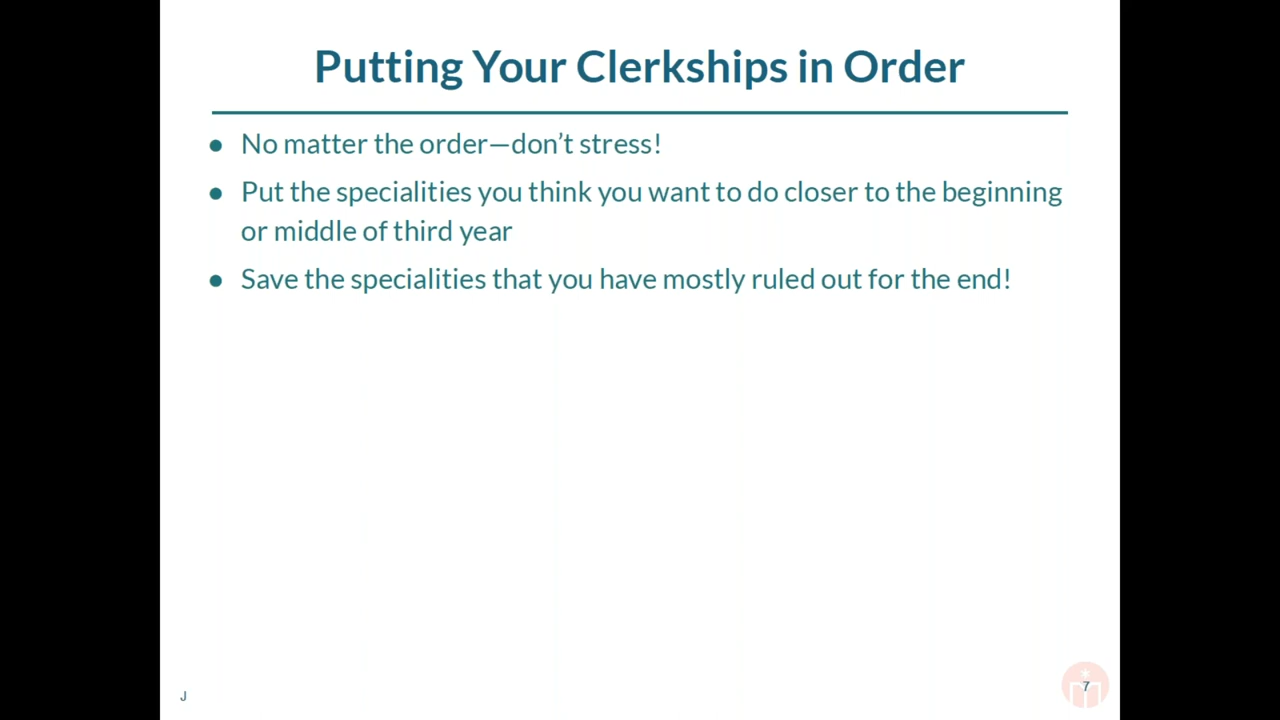 Putting Your Clerkships in Order
● No matter the order—don’t stress!
● Put the specialities you think you want to do closer to the beginning
or middle of third year
● Save the specialities that you have mostly ruled out for the end!
J
7